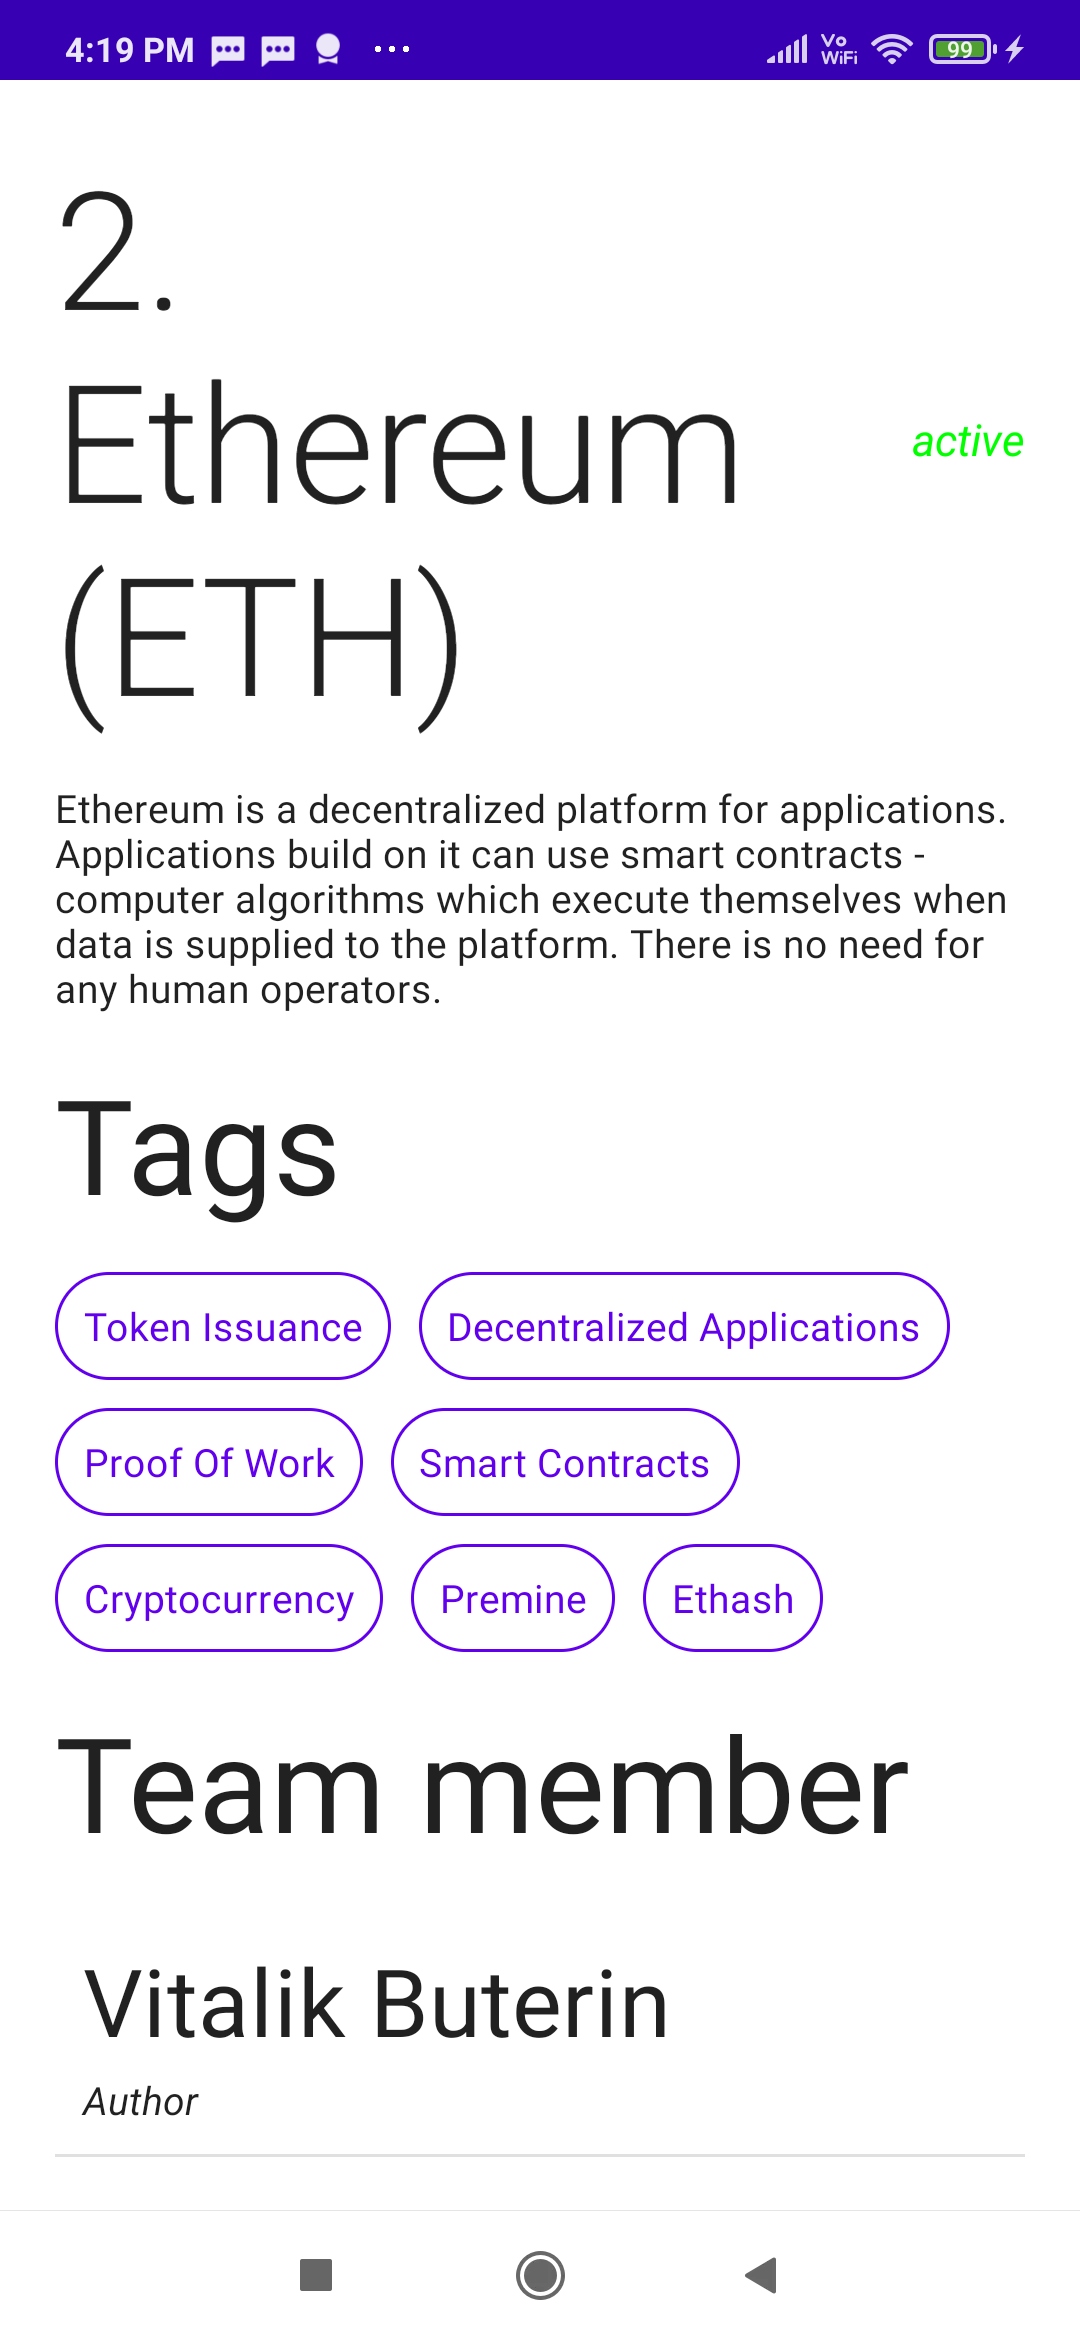 4:19 PM
Vo
WiFi
99
2.
Ethereum
(ETH)
active
Ethereum is a decentralized platform for applications.
Applications build on it can use smart contracts -
computer algorithms which execute themselves when
data is supplied to the platform. There is no need for
any human operators.
Tags
Token Issuance
Decentralized Applications
Proof Of Work
Smart Contracts
Cryptocurrency
Premine
Ethash
Team member
Vitalik Buterin
Author